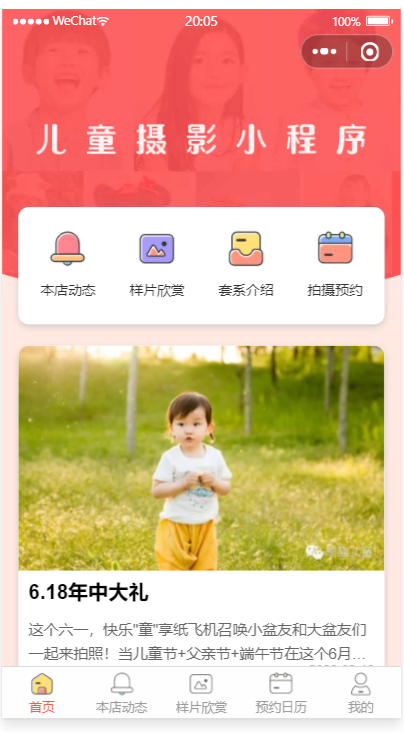 WeChat 20:05 100%
儿童摄影小程序
本店动态 样片欣赏 套系介绍 拍摄预约
6.18年中大礼
这个六一，快乐"童"享纸飞机召唤小盆友和大盆友们
一起来拍照！当儿童节+父亲节+端午节在这个6月...
首页 本店动态 样片欣赏 预约日历 我的